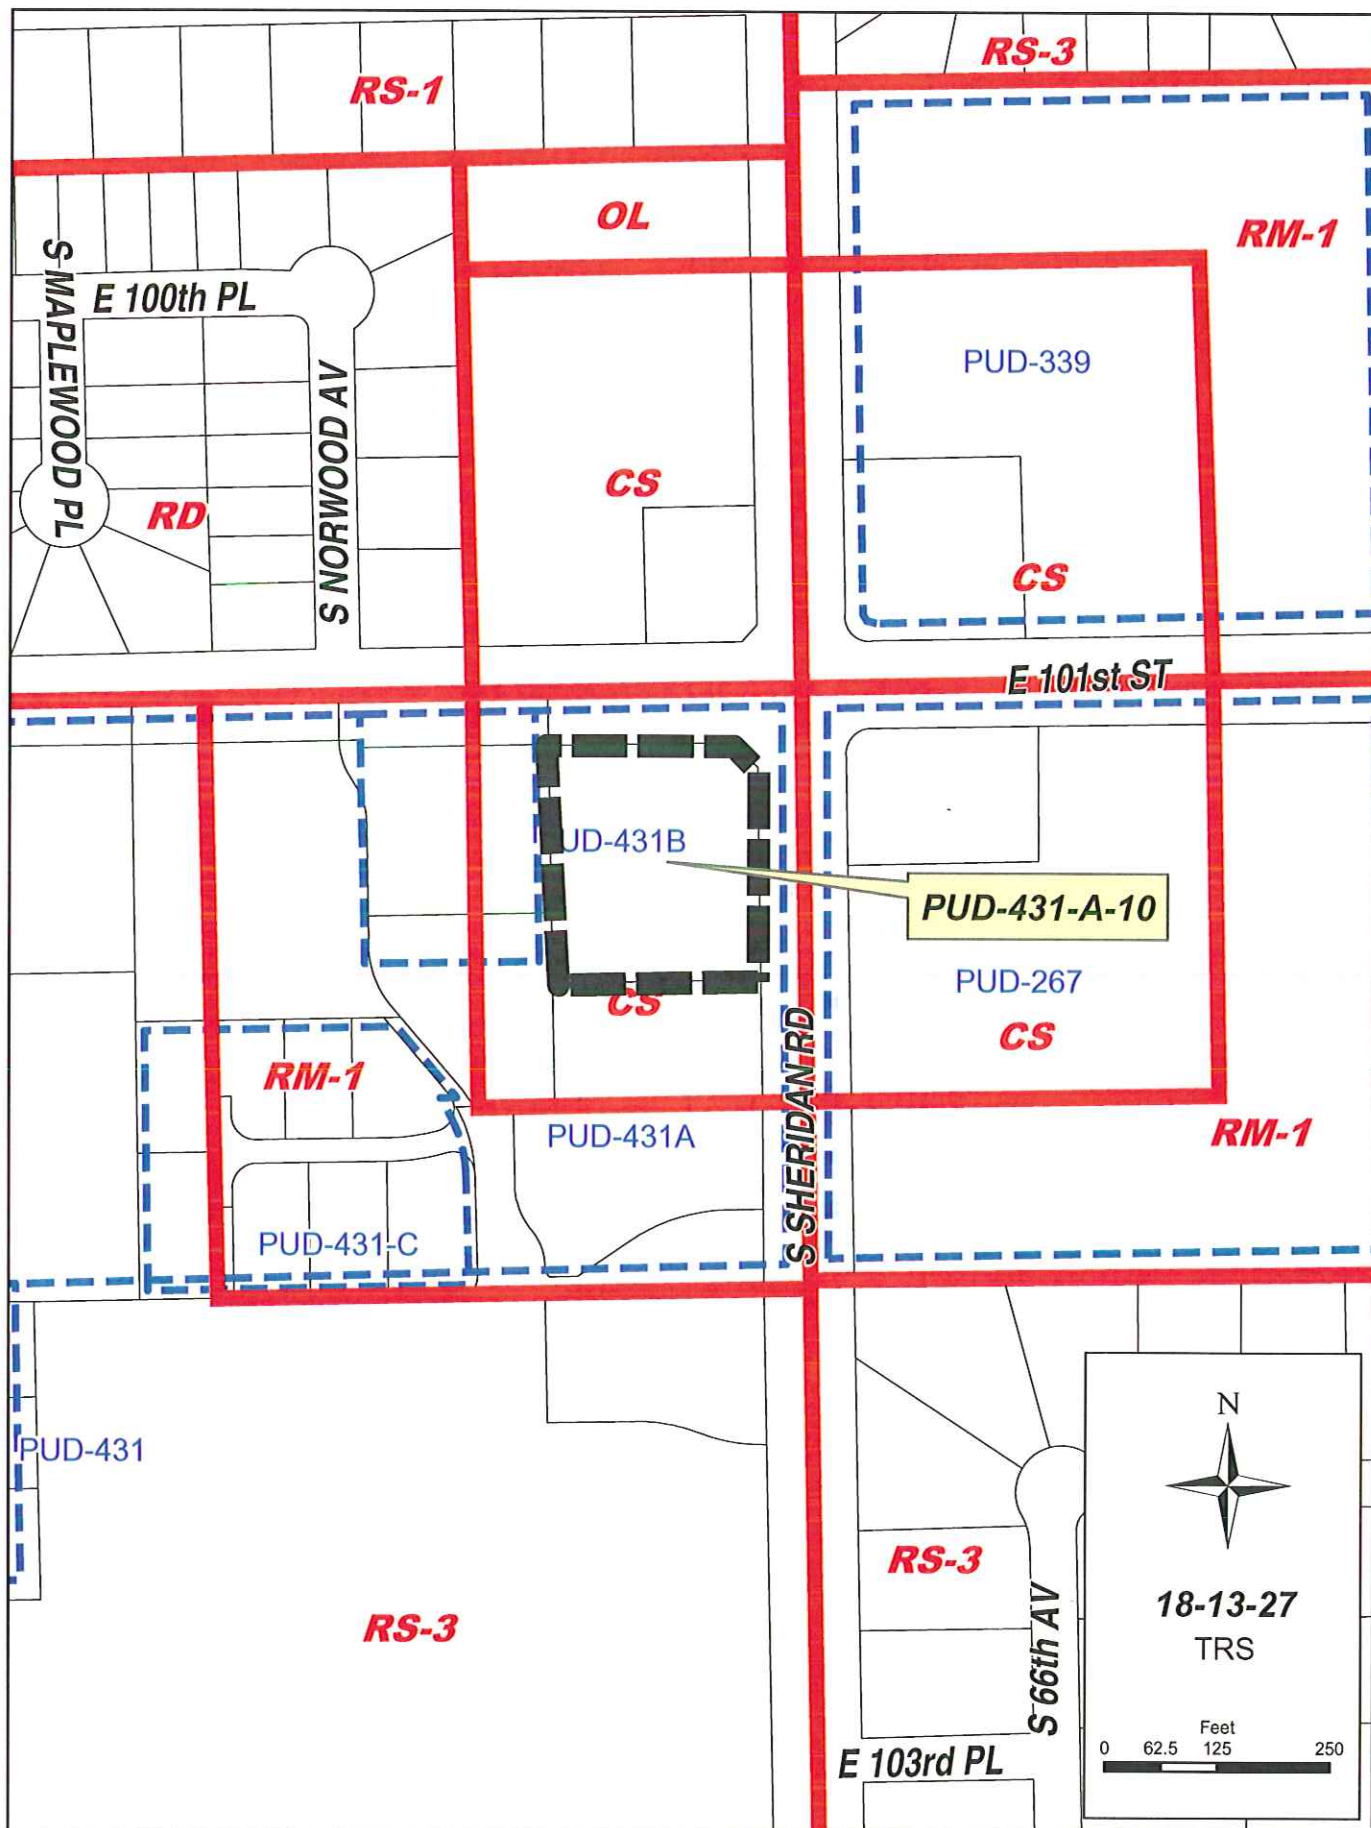 RS-3
RS-1
OL
RM-1
S MAPLEWOOD PL
E 100th PL
PUD-339
S NORWOOD AV
CS
RD
CS
E 101st ST
UD-431B
PUD-431-A-10
PUD-267
CS
CS
S SHERIDAN RD
RM-1
PUD-431A
RM-1
PUD-431-C
N
PUD-431
RS-3
18-13-27
TRS
RS-3
S 66th AV
Feet
0 62.5 125 250
E 103rd PL